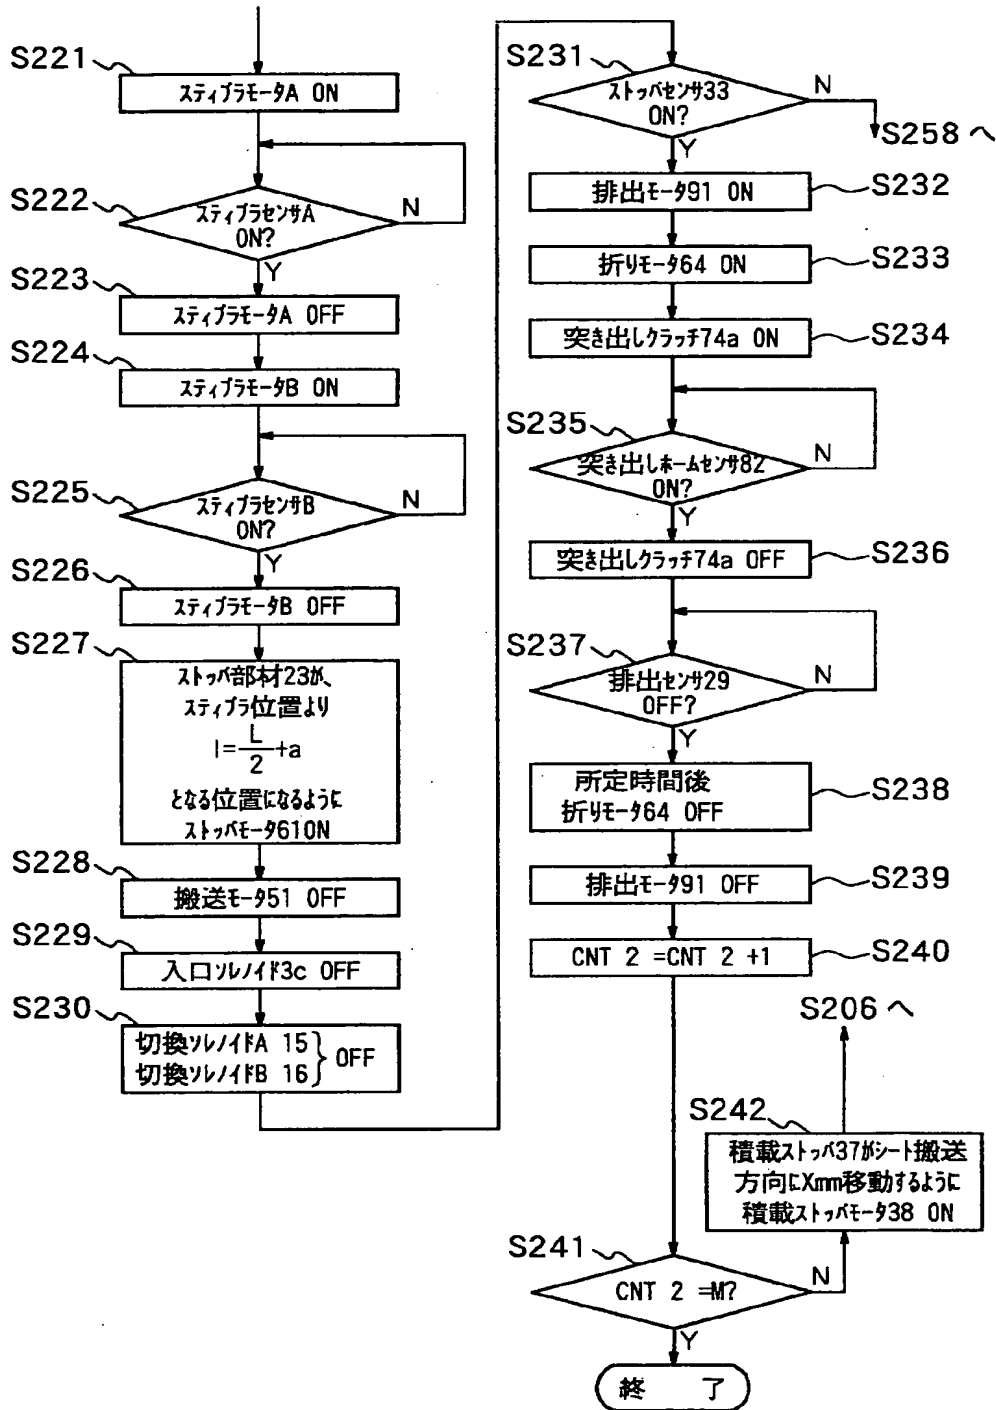 S221
ｽﾃｨﾌﾟﾗﾓｰﾀA ON
S222
ｽﾃｨﾌﾟﾗｾﾝｻA
ON?
N
Y
S223
ｽﾃｨﾌﾟﾗﾓｰﾀA OFF
S224
ｽﾃｨﾌﾟﾗﾓｰﾀB ON
S225
ｽﾃｨﾌﾟﾗｾﾝｻB
ON?
N
Y
S226
ｽﾃｨﾌﾟﾗﾓｰﾀB OFF
S227
ｽﾄｯﾊﾟ部材23が、
ｽﾃｨﾌﾟﾗ位置より
l=L/2+a
となる位置になるように
ｽﾄｯﾊﾟﾓｰﾀ61ON
S228
搬送ﾓｰﾀ51 OFF
S229
入口ｿﾚﾉｲﾄﾞ3c OFF
S230
切換ｿﾚﾉｲﾄﾞA 15
切換ｿﾚﾉｲﾄﾞB 16
OFF
S231
ｽﾄｯﾊﾟｾﾝｻ33
ON?
N
S258 へ
Y
排出ﾓｰﾀ91 ON
S232
折りﾓｰﾀ64 ON
S233
突き出しｸﾗｯﾁ74a ON
S234
S235
突き出しﾎｰﾑｾﾝｻ82
ON?
N
Y
突き出しｸﾗｯﾁ74a OFF
S236
S237
排出ｾﾝｻ29
OFF?
N
Y
所定時間後
折りﾓｰﾀ64 OFF
S238
排出ﾓｰﾀ91 OFF
S239
CNT 2 =CNT 2 +1
S240
S206 へ
S242
積載ｽﾄｯﾊﾟ37がｼｰﾄ搬送
方向にXmm移動するように
積載ｽﾄｯﾊﾟﾓｰﾀ38 ON
S241
CNT 2 =M?
N
Y
終 了